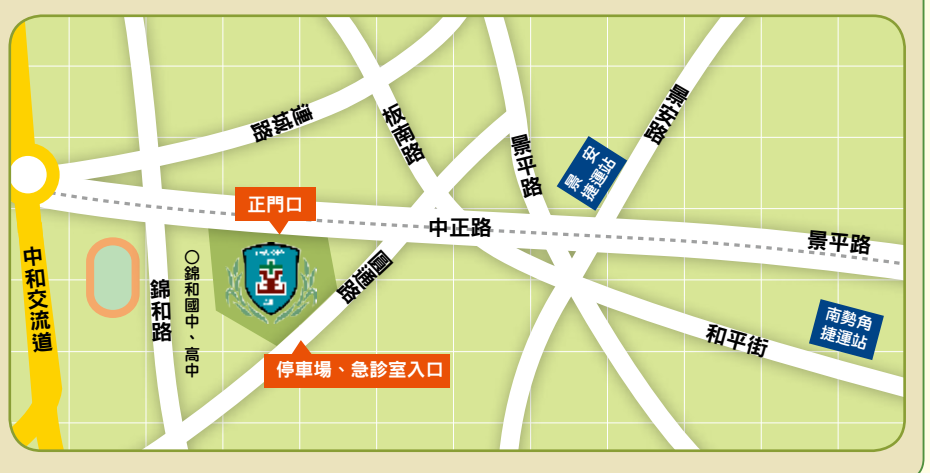 連城路
板南路
景平路
景安路
景安
捷運站
正門口
中正路
景平路
中和交流道
錦和路
〇錦和國中、高中
圓通路
停車場、急診室入口
和平街
南勢角
捷運站